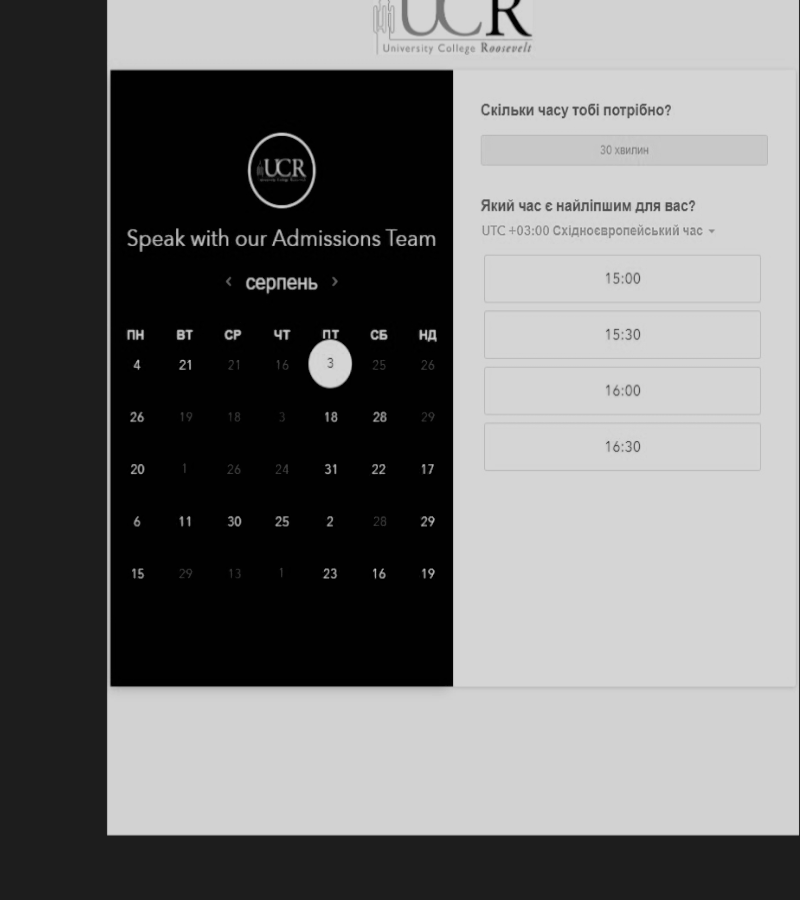 UCR
University College Roosevelt
UCR
Speak with our Admissions Team
‹ серпень ›
ПН ВТ СР ЧТ ПТ СБ НД
4 21 21 16 3 25 26
26 19 18 3 18 28 29
20 1 26 24 31 22 17
6 11 30 25 2 28 29
15 29 13 1 23 16 19
Скільки часу тобі потрібно?
30 хвилин
Який час є найліпшим для вас?
UTC +03:00 Східноєвропейський час
15:00
15:30
16:00
16:30